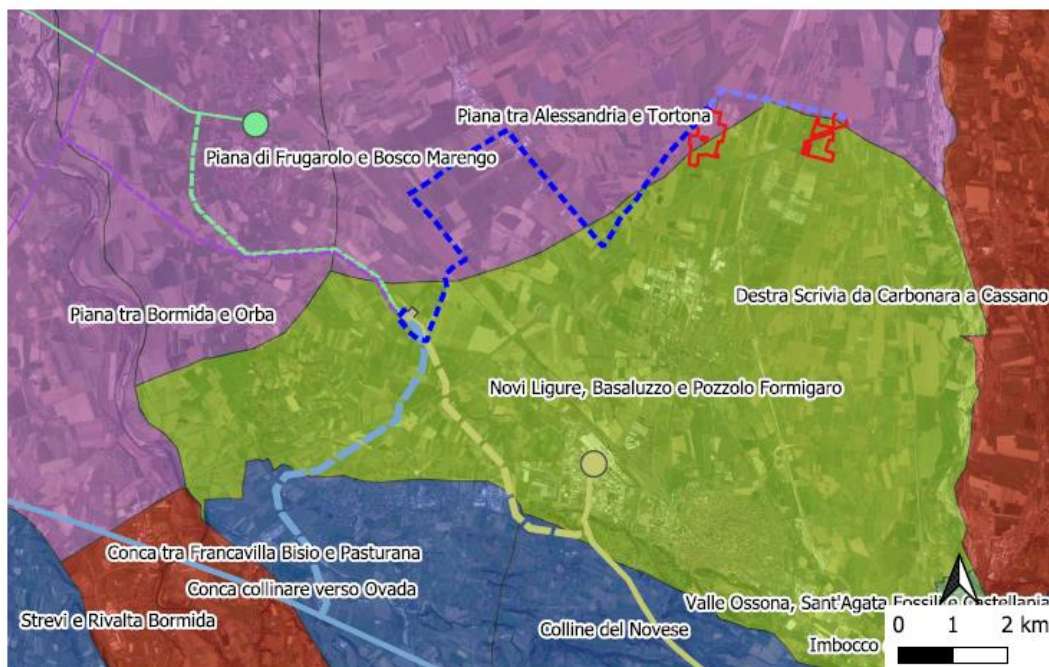 Piana tra Alessandria e Tortona
Piana di Frugarolo e Bosco Marengo
Destra Scrivia da Carbonara a Cassano
Piana tra Bormida e Orba
Novi Ligure, Basaluzzo e Pozzolo Formigaro
Conca tra Francavilla Bisio e Pasturana
Conca collinare verso Ovada
Valle Ossona, Sant'Agata Fossili e Castellania
Strevi e Rivalta Bormida
Colline del Novese
Imbocco
0 1 2 km